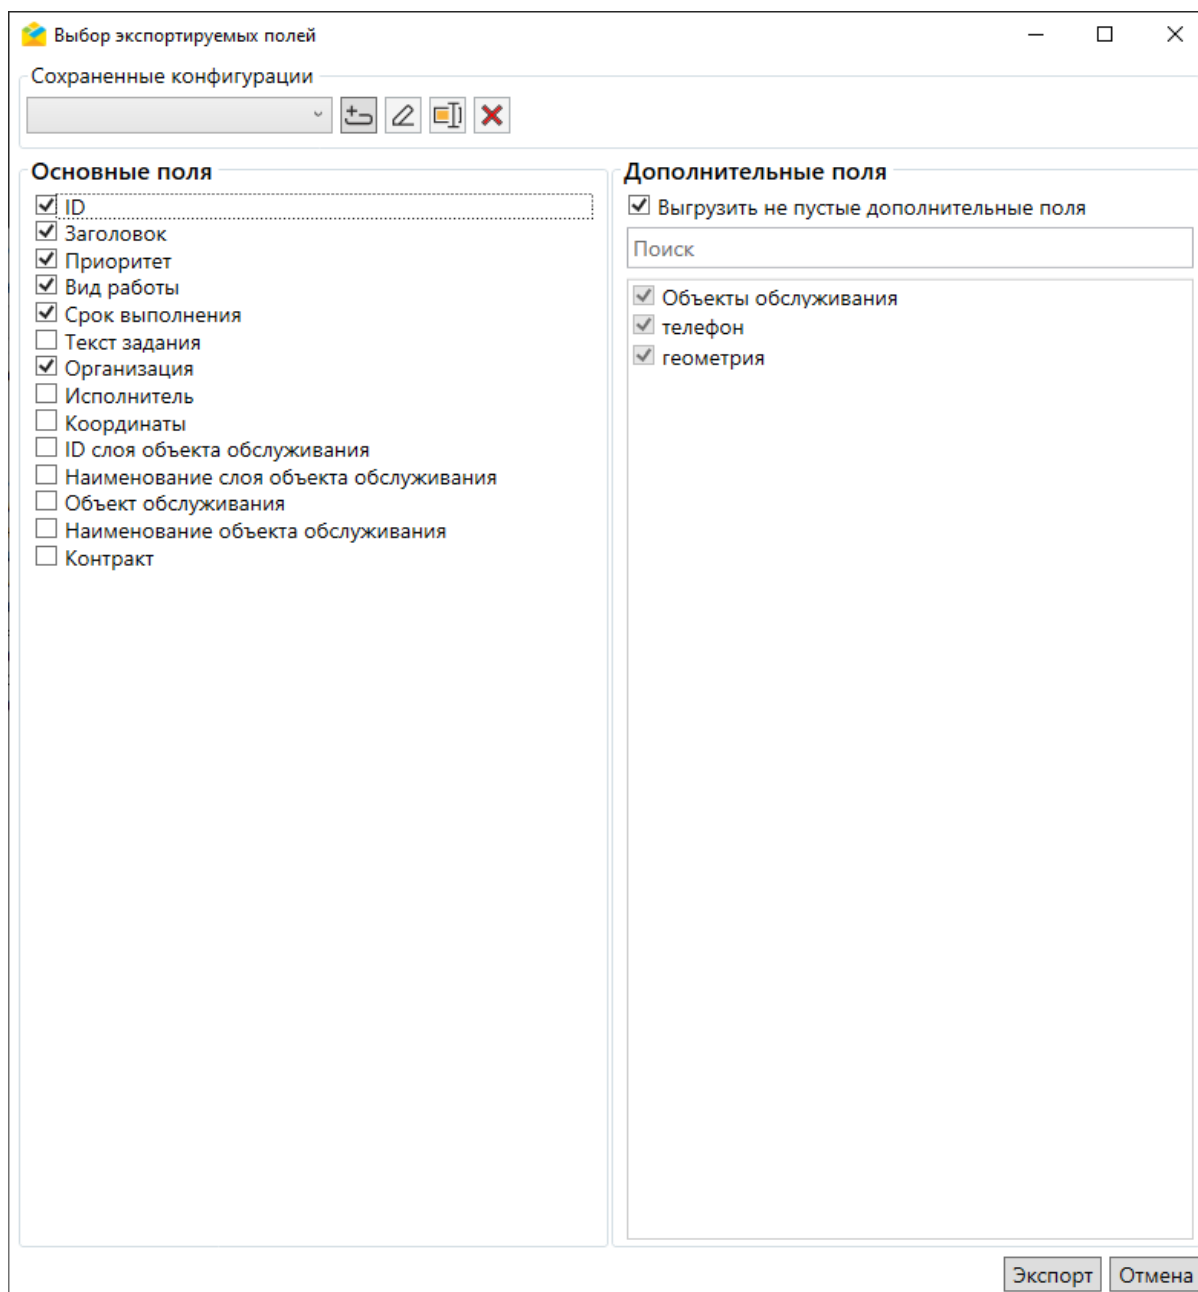 Выбор экспортируемых полей
Сохраненные конфигурации
Основные поля
ID
Заголовок
Приоритет
Вид работы
Срок выполнения
Текст задания
Организация
Исполнитель
Координаты
ID слоя объекта обслуживания
Наименование слоя объекта обслуживания
Объект обслуживания
Наименование объекта обслуживания
Контракт
Дополнительные поля
Выгрузить не пустые дополнительные поля
Поиск
Объекты обслуживания
телефон
геометрия
Экспорт Отмена